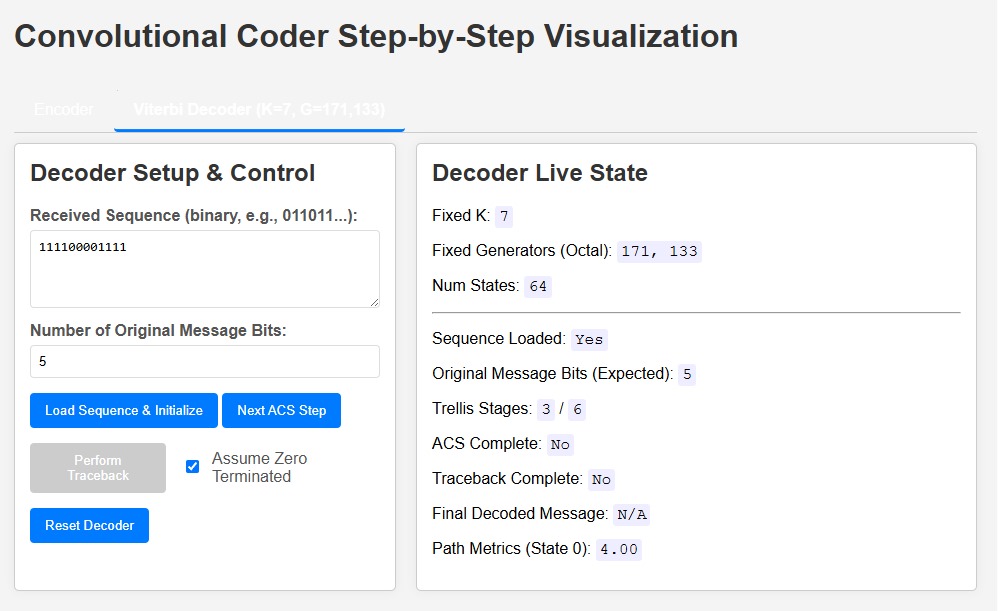 Convolutional Coder Step-by-Step Visualization
Encoder
Viterbi Decoder (K=7, G=171,133)
Decoder Setup & Control
Received Sequence (binary, e.g., 011011...):
111100001111
Number of Original Message Bits:
5
Load Sequence & Initialize
Next ACS Step
Perform
Traceback
Assume Zero
Terminated
Reset Decoder
Decoder Live State
Fixed K: 7
Fixed Generators (Octal): 171, 133
Num States: 64
Sequence Loaded: Yes
Original Message Bits (Expected): 5
Trellis Stages: 3 / 6
ACS Complete: No
Traceback Complete: No
Final Decoded Message: N/A
Path Metrics (State 0): 4.00